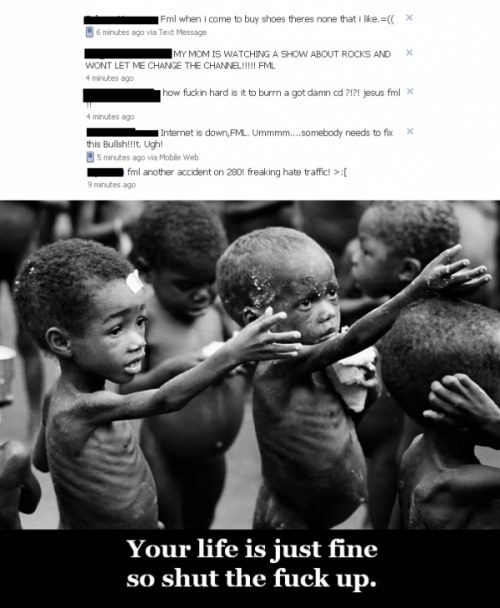 Fml when i come to buy shoes theres none that i like.=((
6 minutes ago via Text Message
MY MOM IS WATCHING A SHOW ABOUT ROCKS AND
WONT LET ME CHANGE THE CHANNEL!!!!! FML
4 minutes ago
how fuckin hard is it to burrn a got damn cd ?!?! jesus fml
!!
4 minutes ago
Internet is down,FML. Ummmm....somebody needs to fix
this Bullsh!!!t. Ugh!
5 minutes ago via Mobile Web
fml another accident on 280! freaking hate traffic! >:[
9 minutes ago
Your life is just fine
so shut the fuck up.